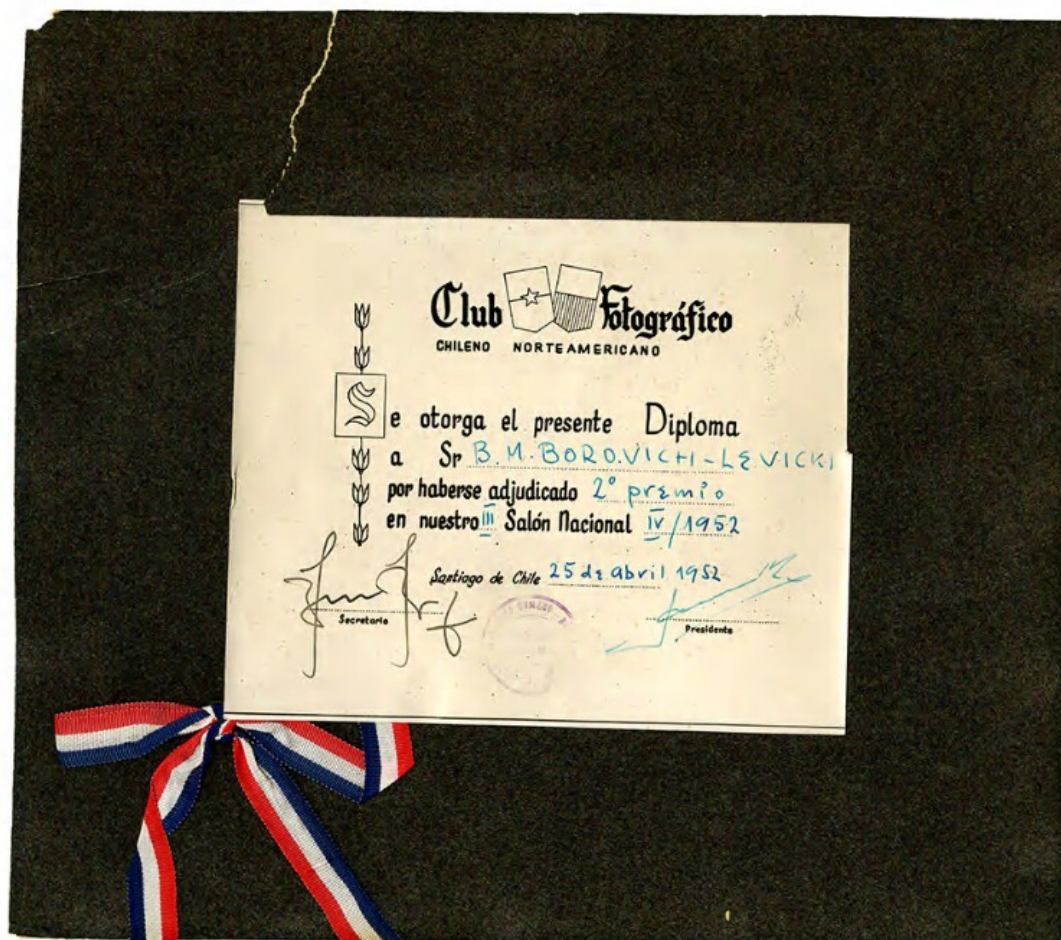 Club Fotográfico
CHILENO NORTEAMERICANO
Se otorga el presente Diploma
a Sr B. M. BOROVICH-LEVICKI
por haberse adjudicado 2º premio
en nuestro III Salón Nacional IV/1952
Santiago de Chile 25 de abril 1952
Secretario
Presidente